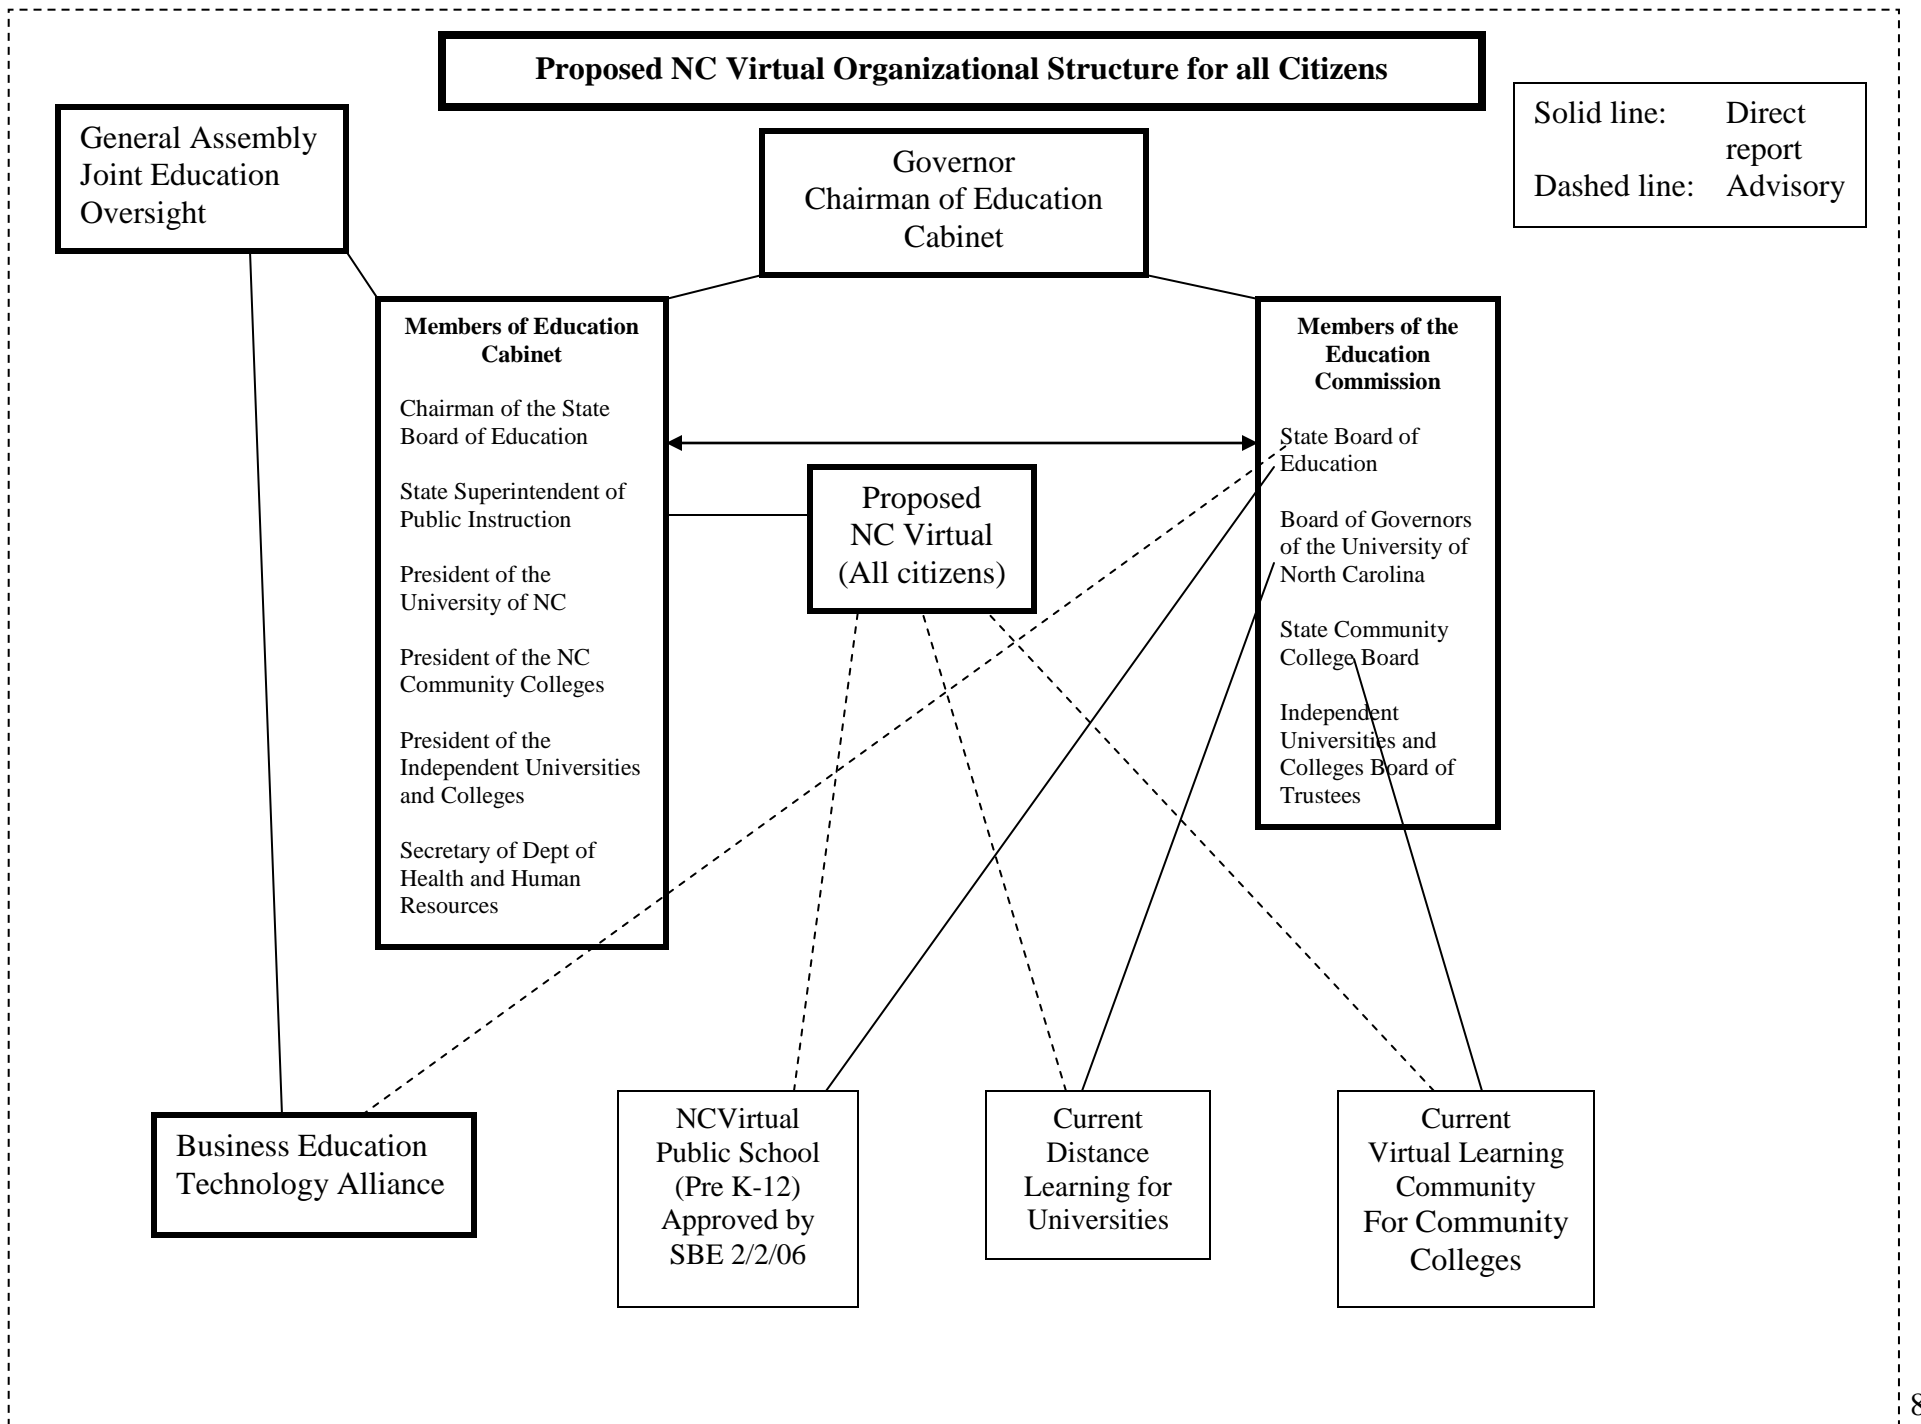 Proposed NC Virtual Organizational Structure for all Citizens
General Assembly
Joint Education
Oversight
Governor
Chairman of Education
Cabinet
Solid line: Direct
report
Dashed line: Advisory
Members of Education
Cabinet
Chairman of the State
Board of Education
State Superintendent of
Public Instruction
President of the
University of NC
President of the NC
Community Colleges
President of the
Independent Universities
and Colleges
Secretary of Dept of
Health and Human
Resources
Proposed
NC Virtual
(All citizens)
Members of the
Education
Commission
State Board of
Education
Board of Governors
of the University of
North Carolina
State Community
College Board
Independent
Universities and
Colleges Board of
Trustees
Business Education
Technology Alliance
NCVirtual
Public School
(Pre K-12)
Approved by
SBE 2/2/06
Current
Distance
Learning for
Universities
Current
Virtual Learning
Community
For Community
Colleges
8